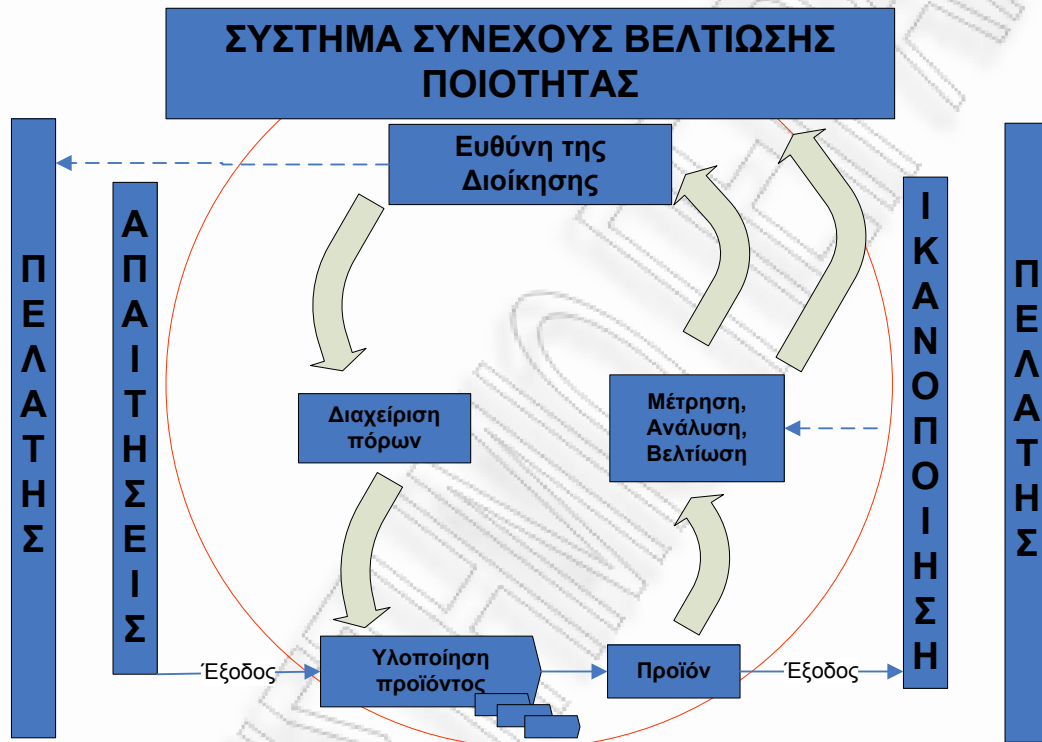 ΣΥΣΤΗΜΑ ΣΥΝΕΧΟΥΣ ΒΕΛΤΙΩΣΗΣ
ΠΟΙΟΤΗΤΑΣ
Ευθύνη της
Διοίκησης
ΠΕΛΑΤΗΣ
ΑΠΑΙΤΗΣΕΙΣ
Διαχείριση
πόρων
Μέτρηση,
Ανάλυση,
Βελτίωση
ΙΚΑΝΟΠΟΙΗΣΗ
ΠΕΛΑΤΗΣ
Έξοδος
Υλοποίηση
προϊόντος
Προϊόν
Έξοδος